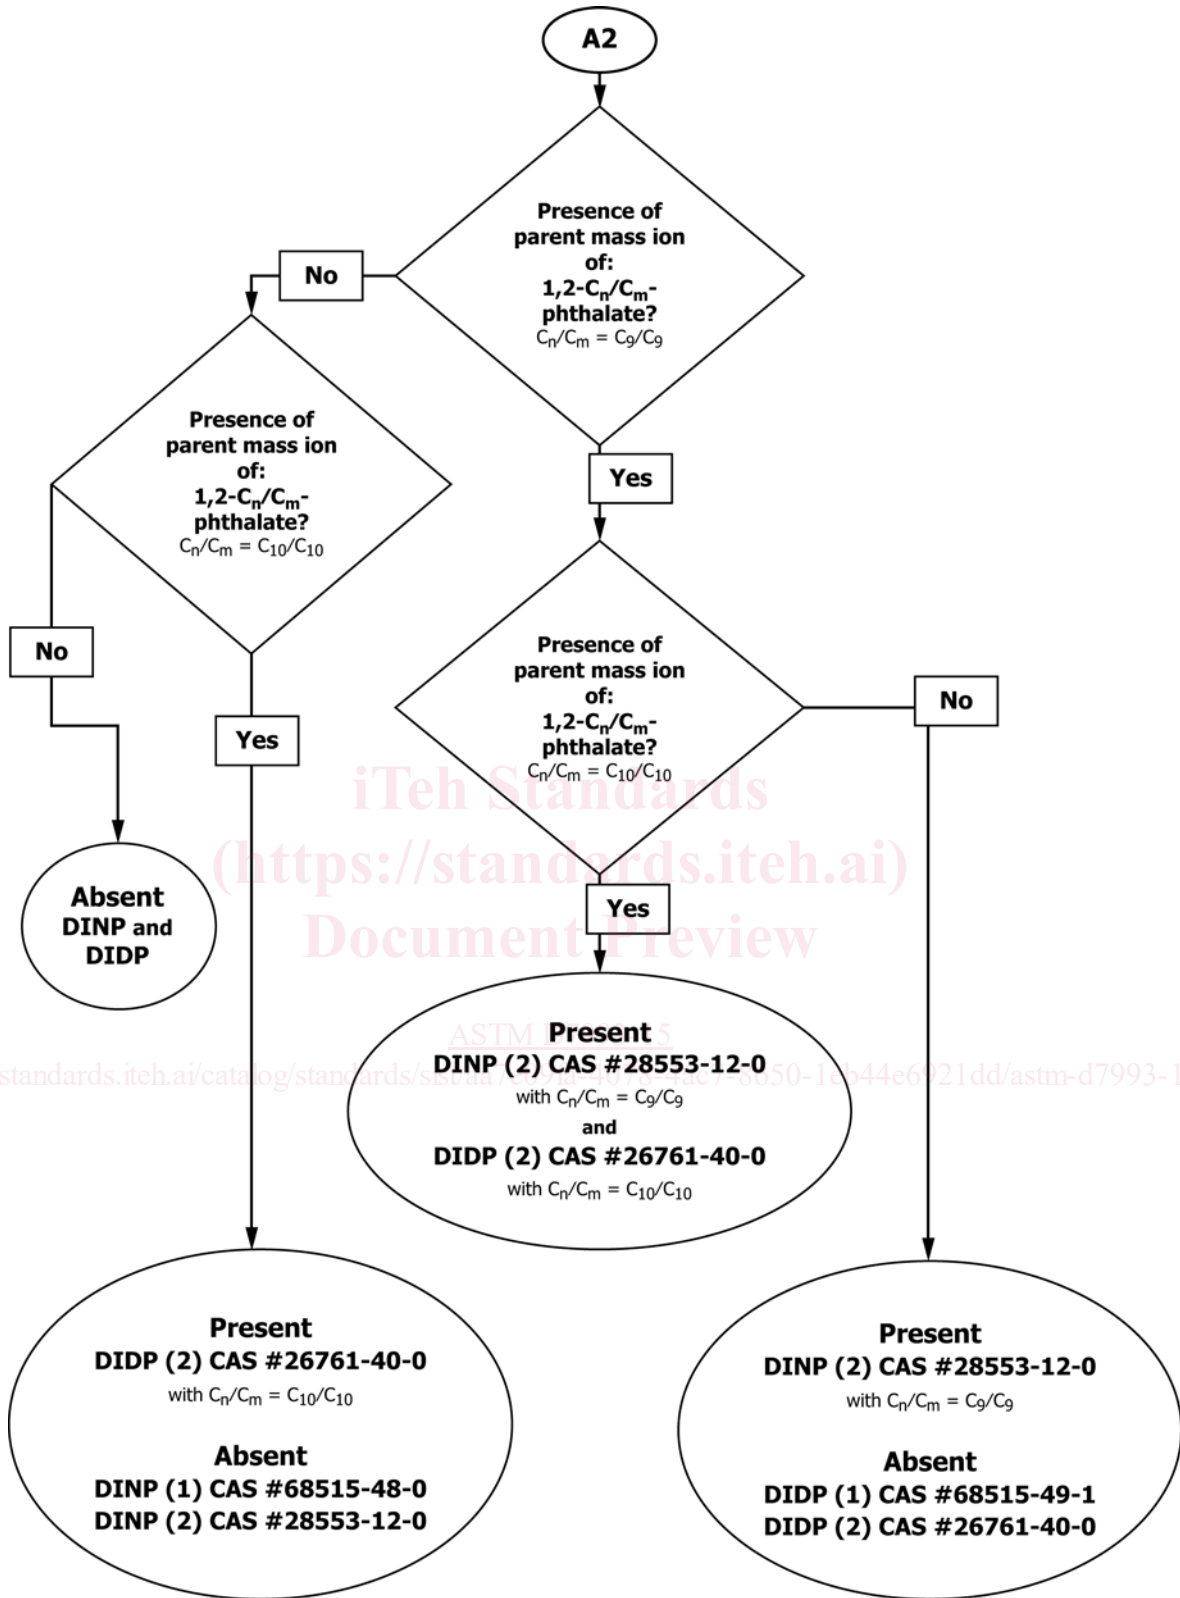 A2
Presence of
parent mass ion
of:
1,2-Cₙ/Cₘ-
phthalate?
Cₙ/Cₘ = C₉/C₉
No
Presence of
parent mass ion
of:
1,2-Cₙ/Cₘ-
phthalate?
Cₙ/Cₘ = C₁₀/C₁₀
Yes
No
Presence of
parent mass ion
of:
1,2-Cₙ/Cₘ-
phthalate?
Cₙ/Cₘ = C₁₀/C₁₀
No
Yes
iTeh Standards
(https://standards.iteh.ai)
Document Preview
Absent
DINP and
DIDP
Yes
ASTM
standards.iteh.ai/catalog/standards/
Present
DINP (2) CAS #28553-12-0
with Cₙ/Cₘ = C₉/C₉
and
DIDP (2) CAS #26761-40-0
with Cₙ/Cₘ = C₁₀/C₁₀
Present
DIDP (2) CAS #26761-40-0
with Cₙ/Cₘ = C₁₀/C₁₀
Absent
DINP (1) CAS #68515-48-0
DINP (2) CAS #28553-12-0
Present
DINP (2) CAS #28553-12-0
with Cₙ/Cₘ = C₉/C₉
Absent
DIDP (1) CAS #68515-49-1
DIDP (2) CAS #26761-40-0